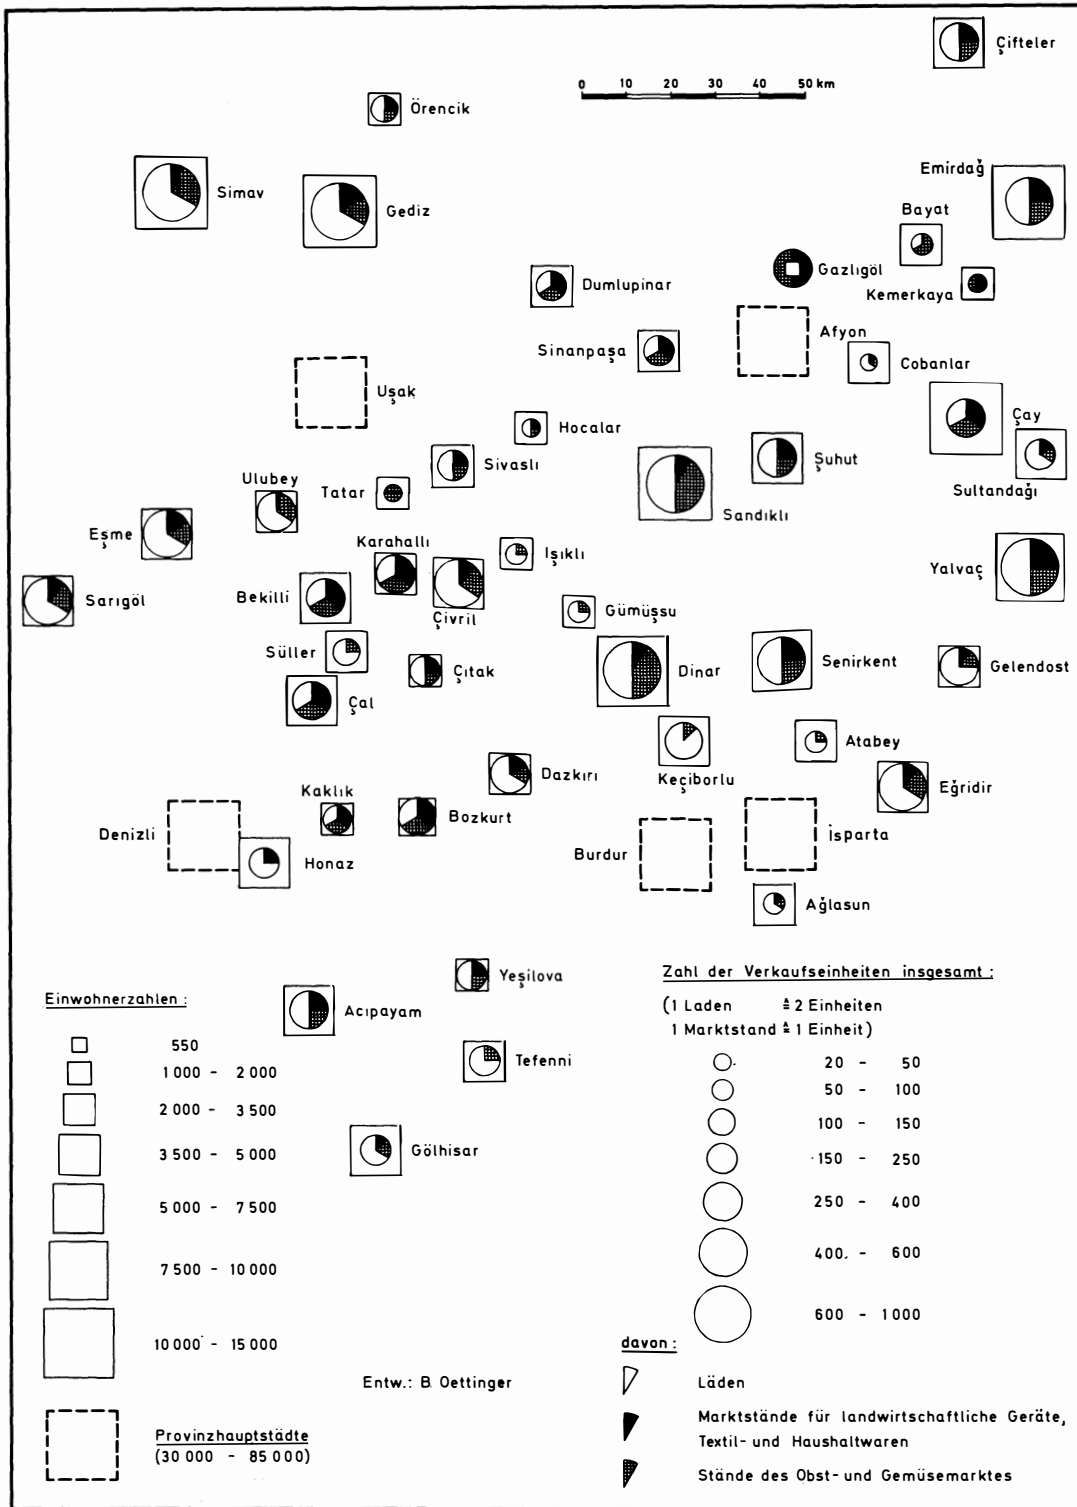 Çifteler
0 10 20 30 40 50 km
Örencik
Simav
Gediz
Emirdağ
Bayat
Gazlıgöl
Kemerkaya
Dumlupinar
Afyon
Sinanpaşa
Cobanlar
Uşak
Çay
Hocalar
Şuhut
Sivaslı
Ulubey
Tatar
Sultandağı
Sandıklı
Eşme
Karahallı
Işıklı
Yalvaç
Sarıgöl
Bekilli
Çivril
Gümüşsu
Süller
Çıtak
Dinar
Senirkent
Gelendost
Çal
Atabey
Keçiborlu
Dazkırı
Eğridir
Kaklık
Bozkurt
Denizli
Isparta
Burdur
Honaz
Ağlasun
Yeşilova
Acıpayam
Tefenni
Gölhisar
Einwohnerzahlen :
550
1 000 - 2 000
2 000 - 3 500
3 500 - 5 000
5 000 - 7 500
7 500 - 10 000
10 000 - 15 000
Provinzhauptstädte
(30 000 - 85 000)
Entw.: B. Oettinger
Zahl der Verkaufseinheiten insgesamt :
(1 Laden ≙ 2 Einheiten
1 Marktstand ≙ 1 Einheit)
20 - 50
50 - 100
100 - 150
150 - 250
250 - 400
400. - 600
600 - 1000
davon :
Läden
Marktstände für landwirtschaftliche Geräte,
Textil- und Haushaltwaren
Stände des Obst- und Gemüsemarktes